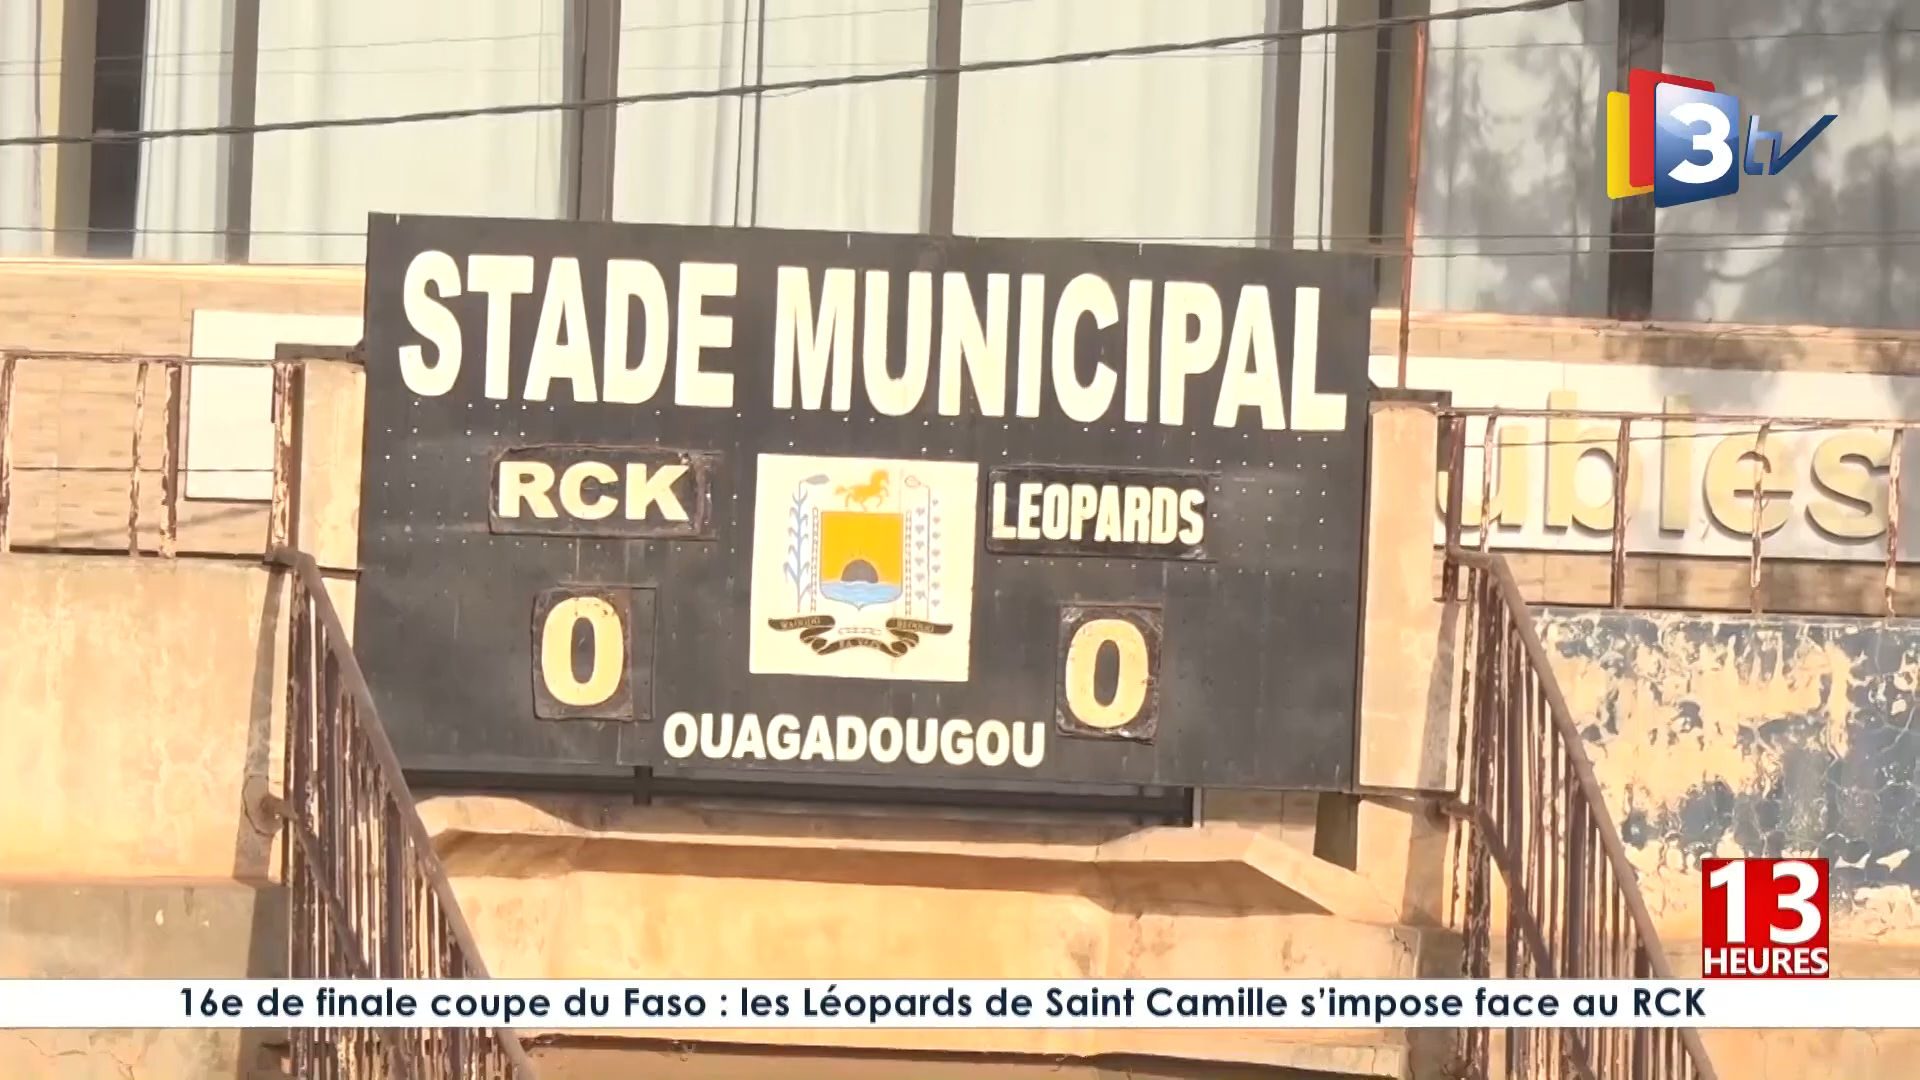 3tv
STADE MUNICIPAL
RCK
LEOPARDS
0
0
OUAGADOUGOU
ubles
13
HEURES
16e de finale coupe du Faso : les Léopards de Saint Camille s’impose face au RCK